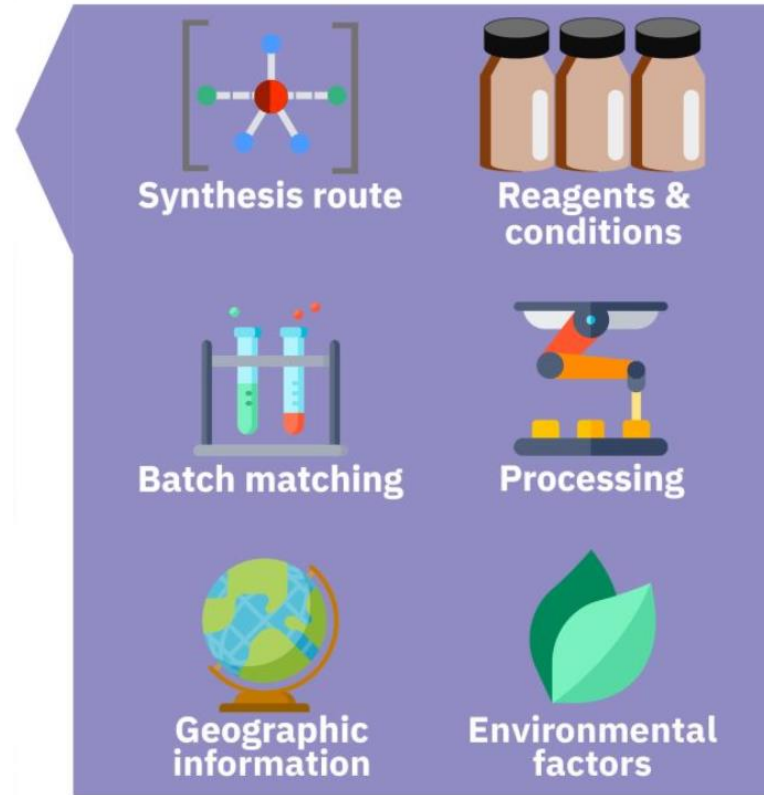 Synthesis route
Reagents &
conditions
Batch matching
Processing
Geographic
information
Environmental
factors